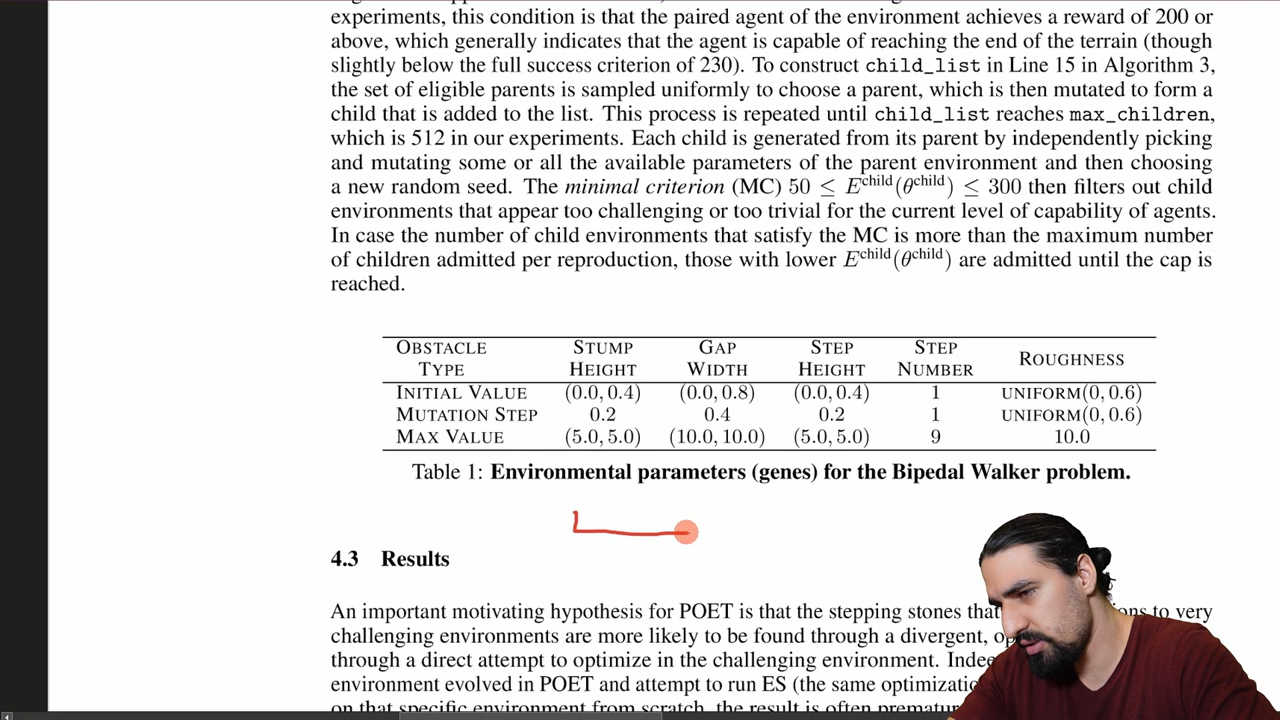 experiments, this condition is that the paired agent of the environment achieves a reward of 200 or
above, which generally indicates that the agent is capable of reaching the end of the terrain (though
slightly below the full success criterion of 230). To construct child_list in Line 15 in Algorithm 3,
the set of eligible parents is sampled uniformly to choose a parent, which is then mutated to form a
child that is added to the list. This process is repeated until child_list reaches max_children,
which is 512 in our experiments. Each child is generated from its parent by independently picking
and mutating some or all the available parameters of the parent environment and then choosing
a new random seed. The minimal criterion (MC) 50 ≤ E^child(θ^child) ≤ 300 then filters out child
environments that appear too challenging or too trivial for the current level of capability of agents.
In case the number of child environments that satisfy the MC is more than the maximum number
of children admitted per reproduction, those with lower E^child(θ^child) are admitted until the cap is
reached.
OBSTACLE TYPE STUMP HEIGHT GAP WIDTH STEP HEIGHT STEP NUMBER ROUGHNESS
INITIAL VALUE (0.0, 0.4) (0.0, 0.8) (0.0, 0.4) 1 UNIFORM(0, 0.6)
MUTATION STEP 0.2 0.4 0.2 1 UNIFORM(0, 0.6)
MAX VALUE (5.0, 5.0) (10.0, 10.0) (5.0, 5.0) 9 10.0
Table 1: Environmental parameters (genes) for the Bipedal Walker problem.
4.3 Results
An important motivating hypothesis for POET is that the stepping stones that to very
challenging environments are more likely to be found through a divergent,
through a direct attempt to optimize in the challenging environment.
environment evolved in POET and attempt to run ES (the same
on that specific environment from scratch, the result is often